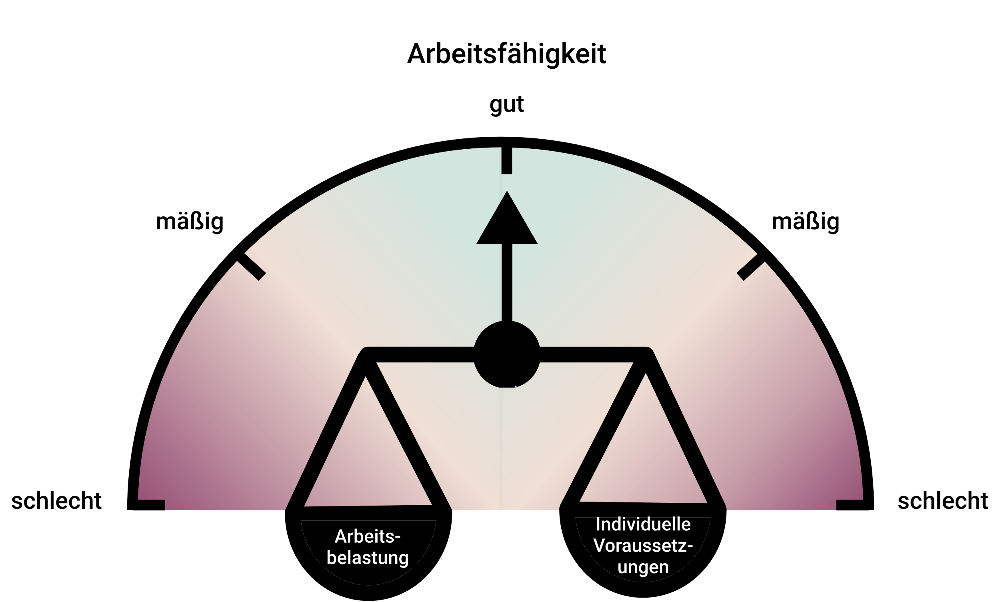 Arbeitsfähigkeit
gut
mäßig
mäßig
schlecht
schlecht
Arbeits-
belastung
Individuelle
Voraussetz-
ungen